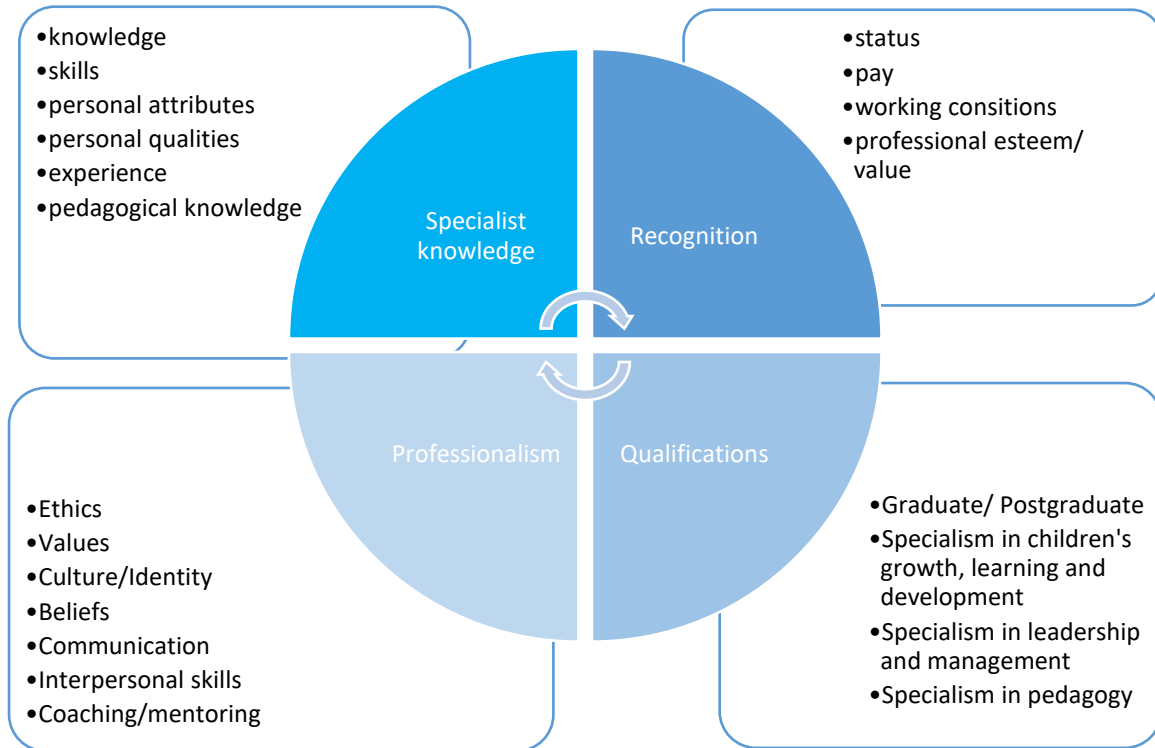 •knowledge
•skills
•personal attributes
•personal qualities
•experience
•pedagogical knowledge
•status
•pay
•working consitions
•professional esteem/
value
Specialist
knowledge
Recognition
Professionalism
Qualifications
•Ethics
•Values
•Culture/Identity
•Beliefs
•Communication
•Interpersonal skills
•Coaching/mentoring
•Graduate/ Postgraduate
•Specialism in children's
growth, learning and
development
•Specialism in leadership
and management
•Specialism in pedagogy